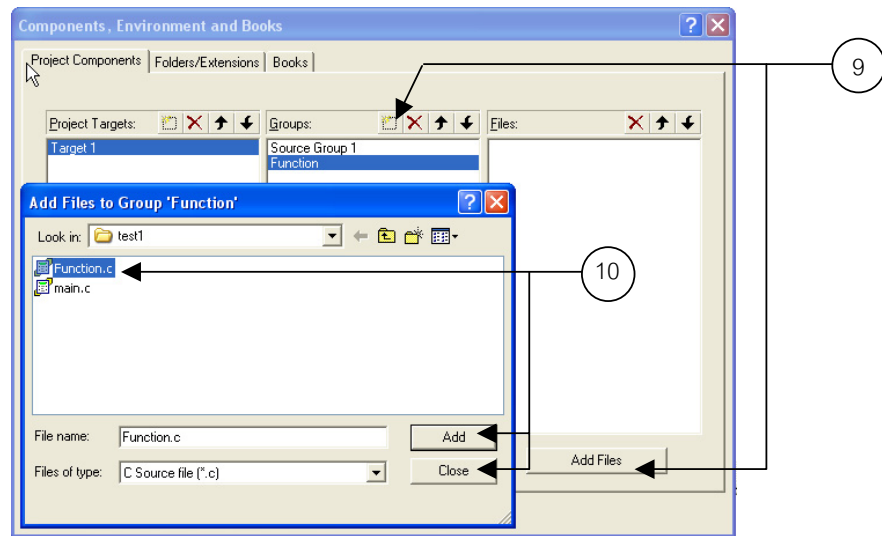 Components, Environment and Books
Project Components Folders/Extensions Books
9
Project Targets: Groups: Files:
Target 1
Source Group 1
Function
Add Files to Group 'Function'
Look in: test1
Function.c
main.c
10
File name: Function.c Add
Files of type: C Source file (*.c) Close
Add Files